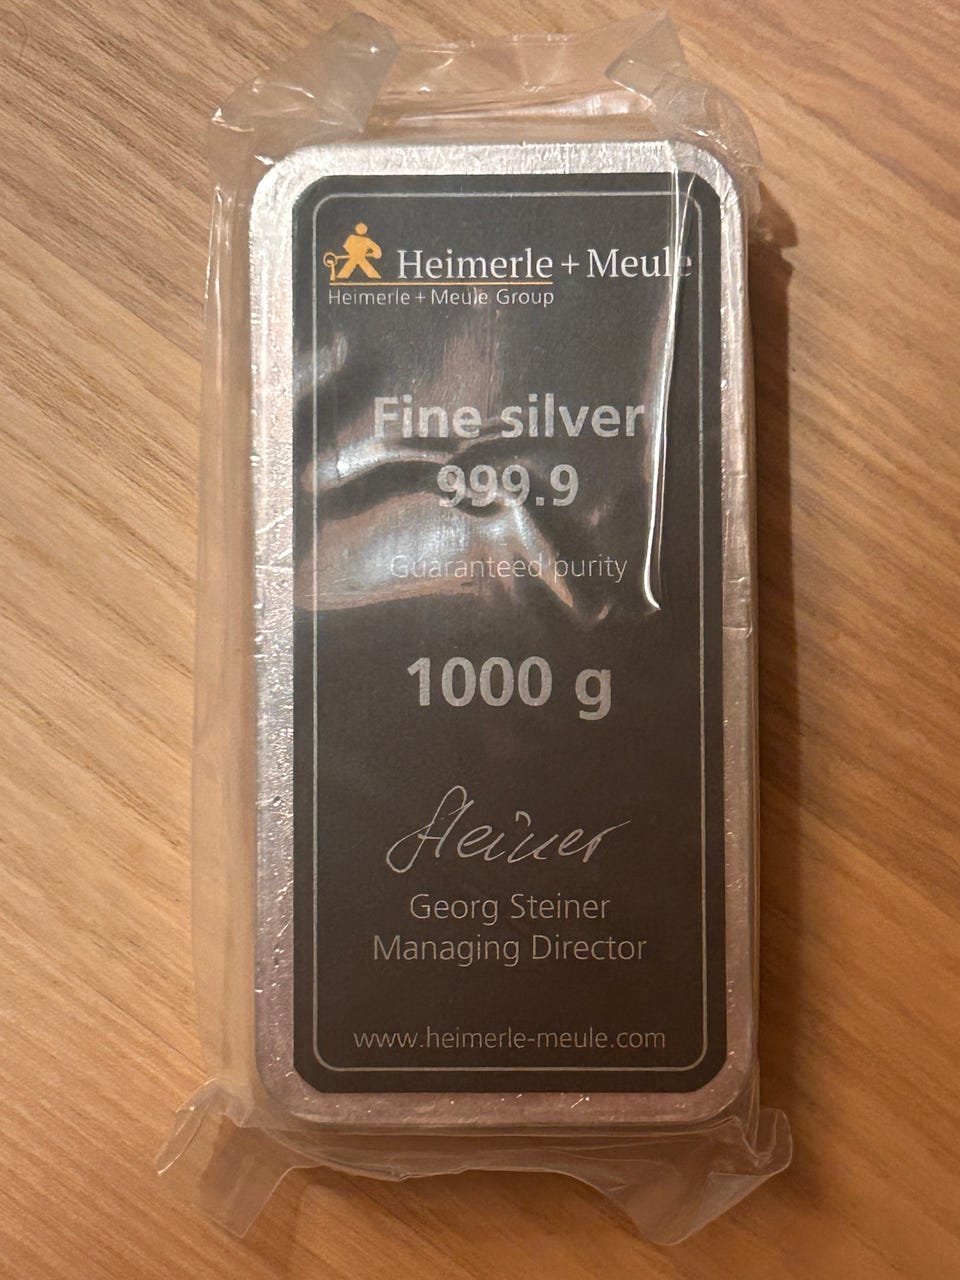 Heimerle + Meule
Heimerle + Meule Group
Fine silver
999.9
Guaranteed purity
1000 g
Steiner
Georg Steiner
Managing Director
www.heimerle-meule.com